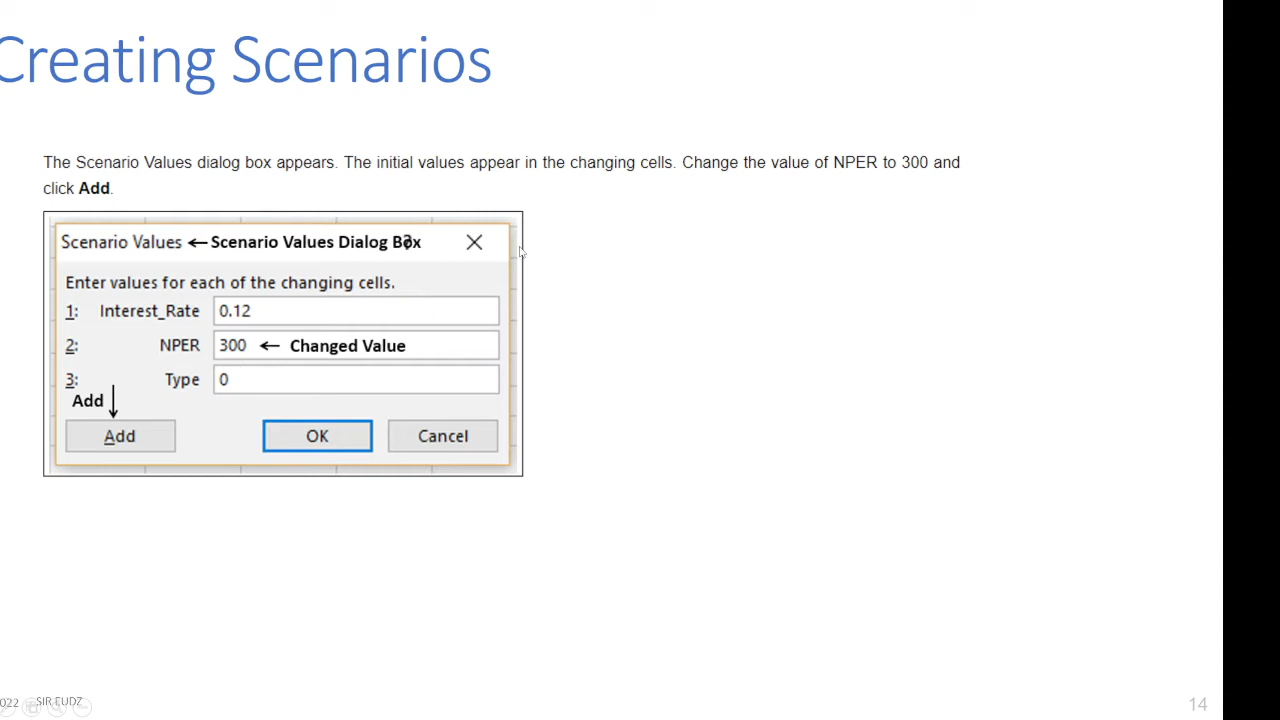 Creating Scenarios
The Scenario Values dialog box appears. The initial values appear in the changing cells. Change the value of NPER to 300 and
click Add.
Scenario Values ← Scenario Values Dialog Box
Enter values for each of the changing cells.
1: Interest_Rate 0.12
2: NPER 300 ← Changed Value
3: Type 0
Add
Add OK Cancel
022 SIR EUDZ 14